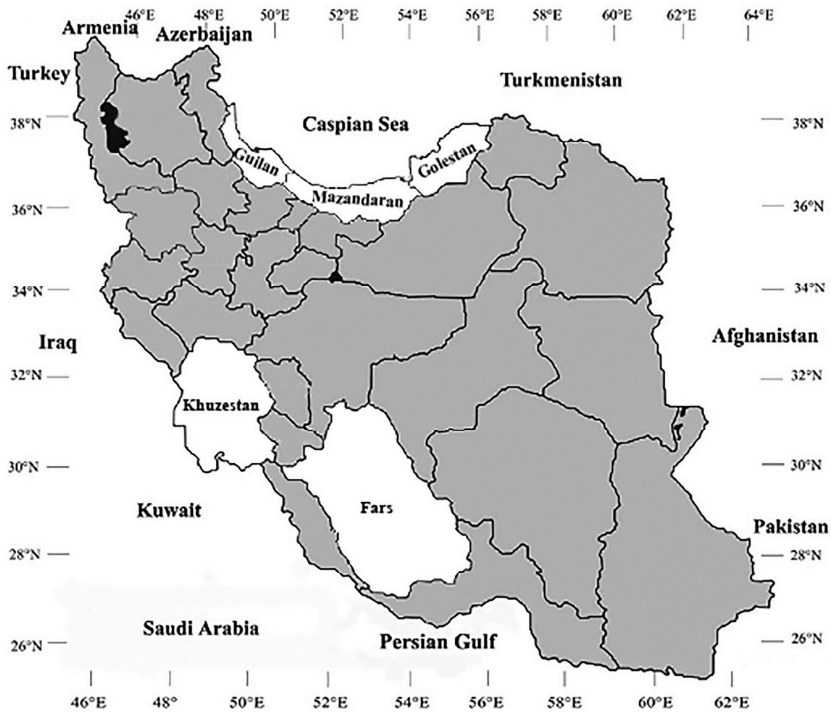 46°E 48°E 50°E 52°E 54°E 56°E 58°E 60°E 62°E 64°E
Armenia Azerbaijan
Turkey
Turkmenistan
Caspian Sea
38°N 38°N
Guilan Golestan
Mazandaran
36°N 36°N
34°N 34°N
Iraq Afghanistan
32°N 32°N
Khuzestan
30°N 30°N
Kuwait Fars
Pakistan
28°N 28°N
Saudi Arabia Persian Gulf
26°N 26°N
46°E 48° 50°E 52°E 54°E 56°E 58°E 60°E 62°E